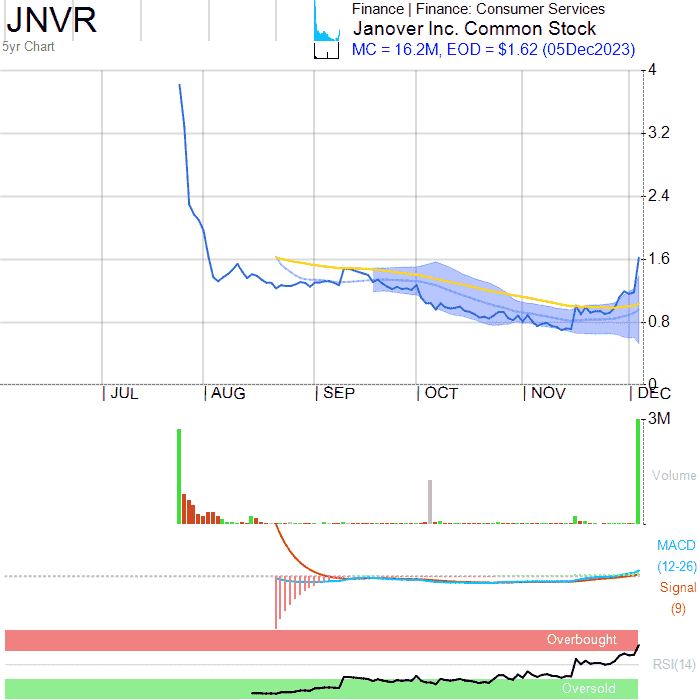 JNVR
5yr Chart
Finance | Finance: Consumer Services
Janover Inc. Common Stock
MC = 16.2M, EOD = $1.62 (05Dec2023)
4
3.2
2.4
1.6
0.8
0
JUL AUG SEP OCT NOV DEC
3M
Volume
MACD
(12-26)
Signal
(9)
Overbought
RSI(14)
Oversold